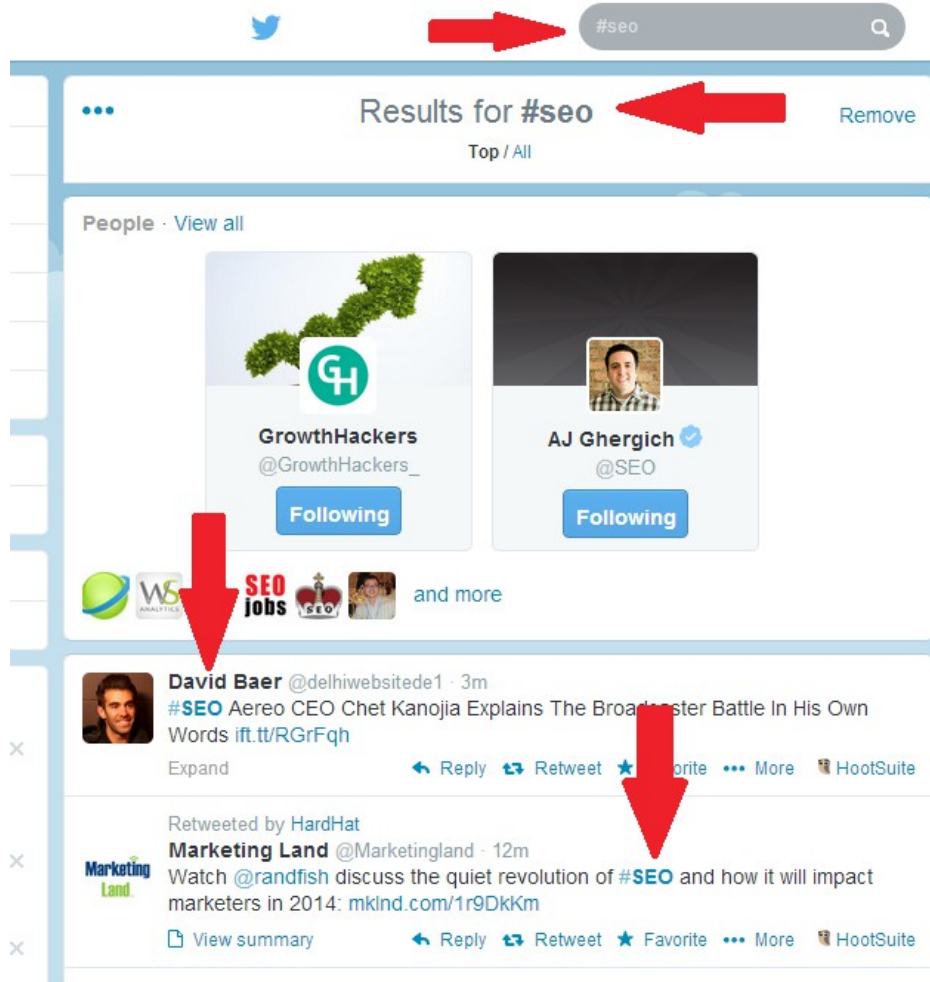 #seo
Results for #seo
Remove
Top / All
People · View all
GH
GrowthHackers
@GrowthHackers_
Following
AJ Ghergich
@SEO
Following
WS
ANALYTICS
SEO
jobs
SEO
and more
David Baer @delhiwebsitede1 · 3m
#SEO Aereo CEO Chet Kanojia Explains The Battle In His Own
Words ift.tt/RGrFqh
Expand
Reply Retweet More HootSuite
Retweeted by HardHat
Marketing Land @Marketingland · 12m
Marketing
Land
Watch @randfish discuss the quiet revolution of #SEO and how it will impact
marketers in 2014: mklnd.com/1r9DkKm
View summary
Reply Retweet Favorite More HootSuite